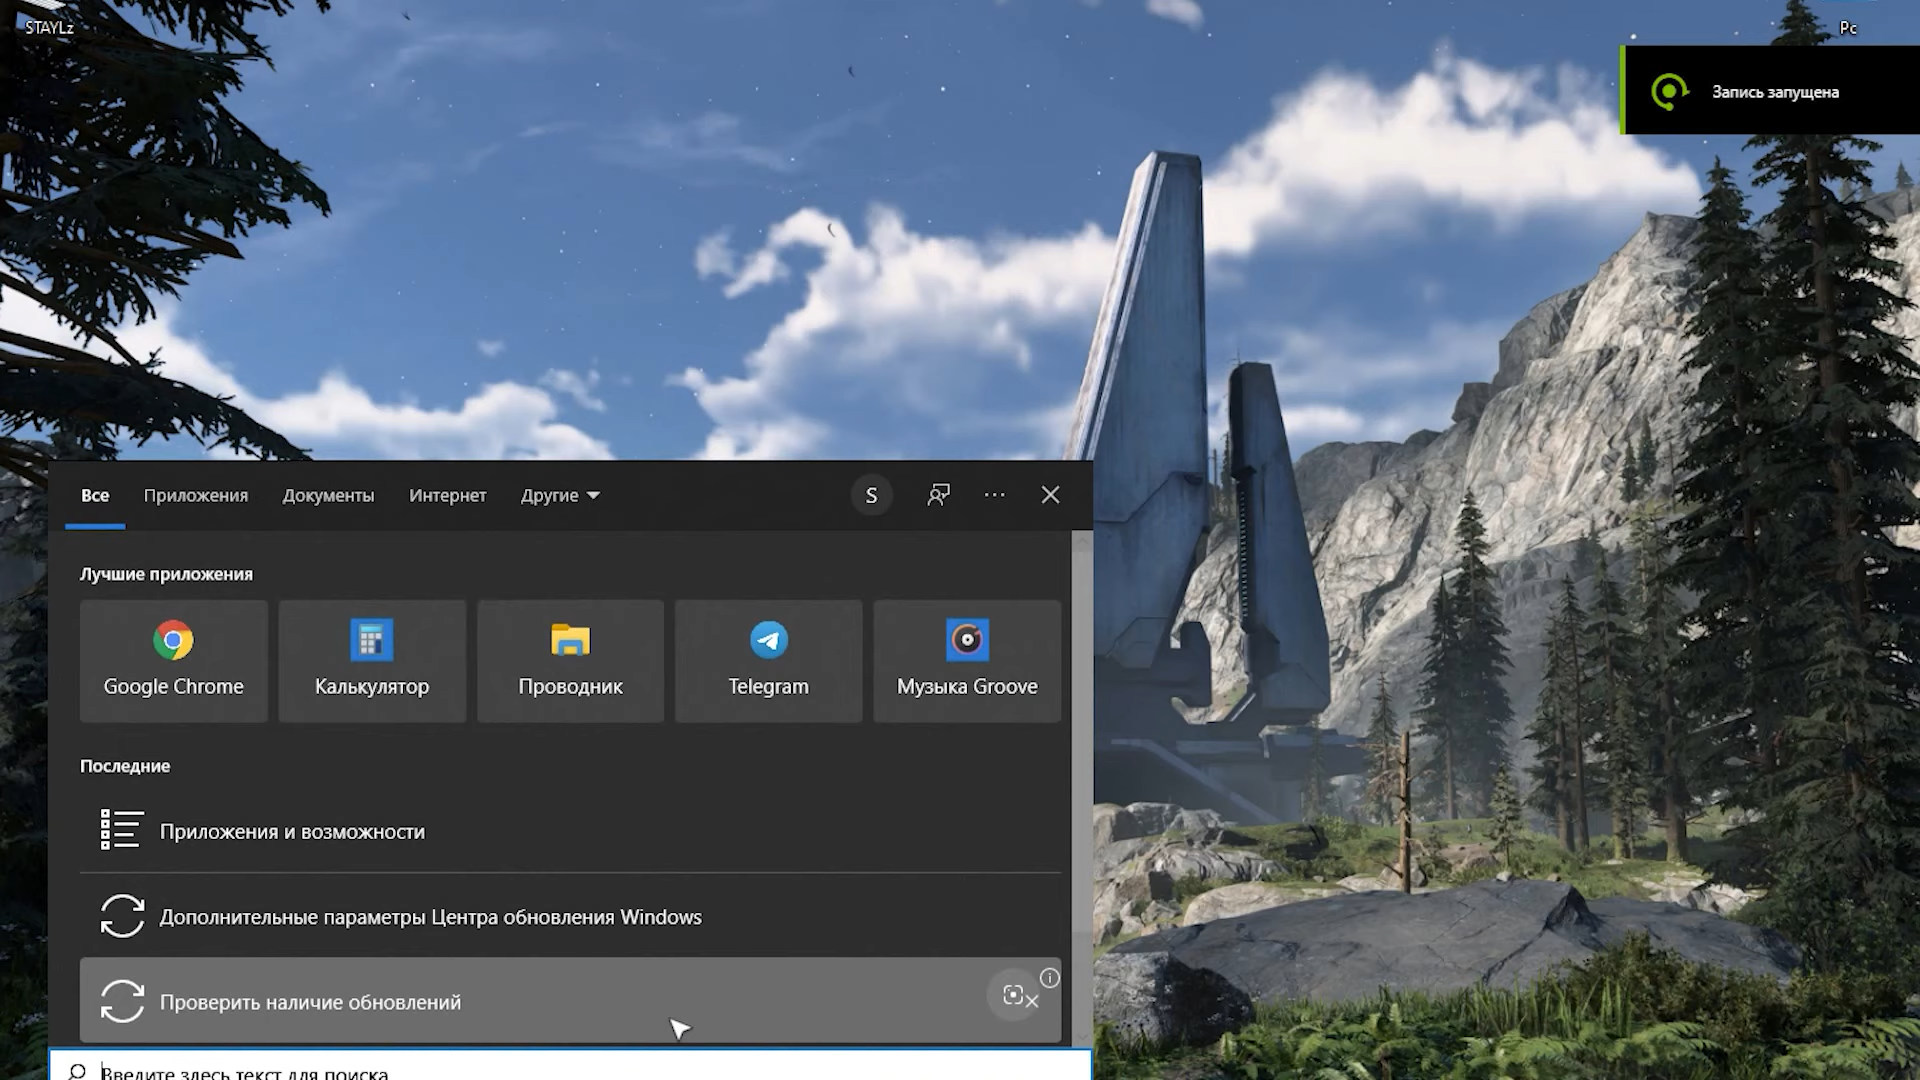 STAYLz
Pc
Запись запущена
Все
Приложения
Документы
Интернет
Другие
S
Лучшие приложения
Google Chrome
Калькулятор
Проводник
Telegram
Музыка Groove
Последние
Приложения и возможности
Дополнительные параметры Центра обновления Windows
Проверить наличие обновлений
Введите здесь текст для поиска